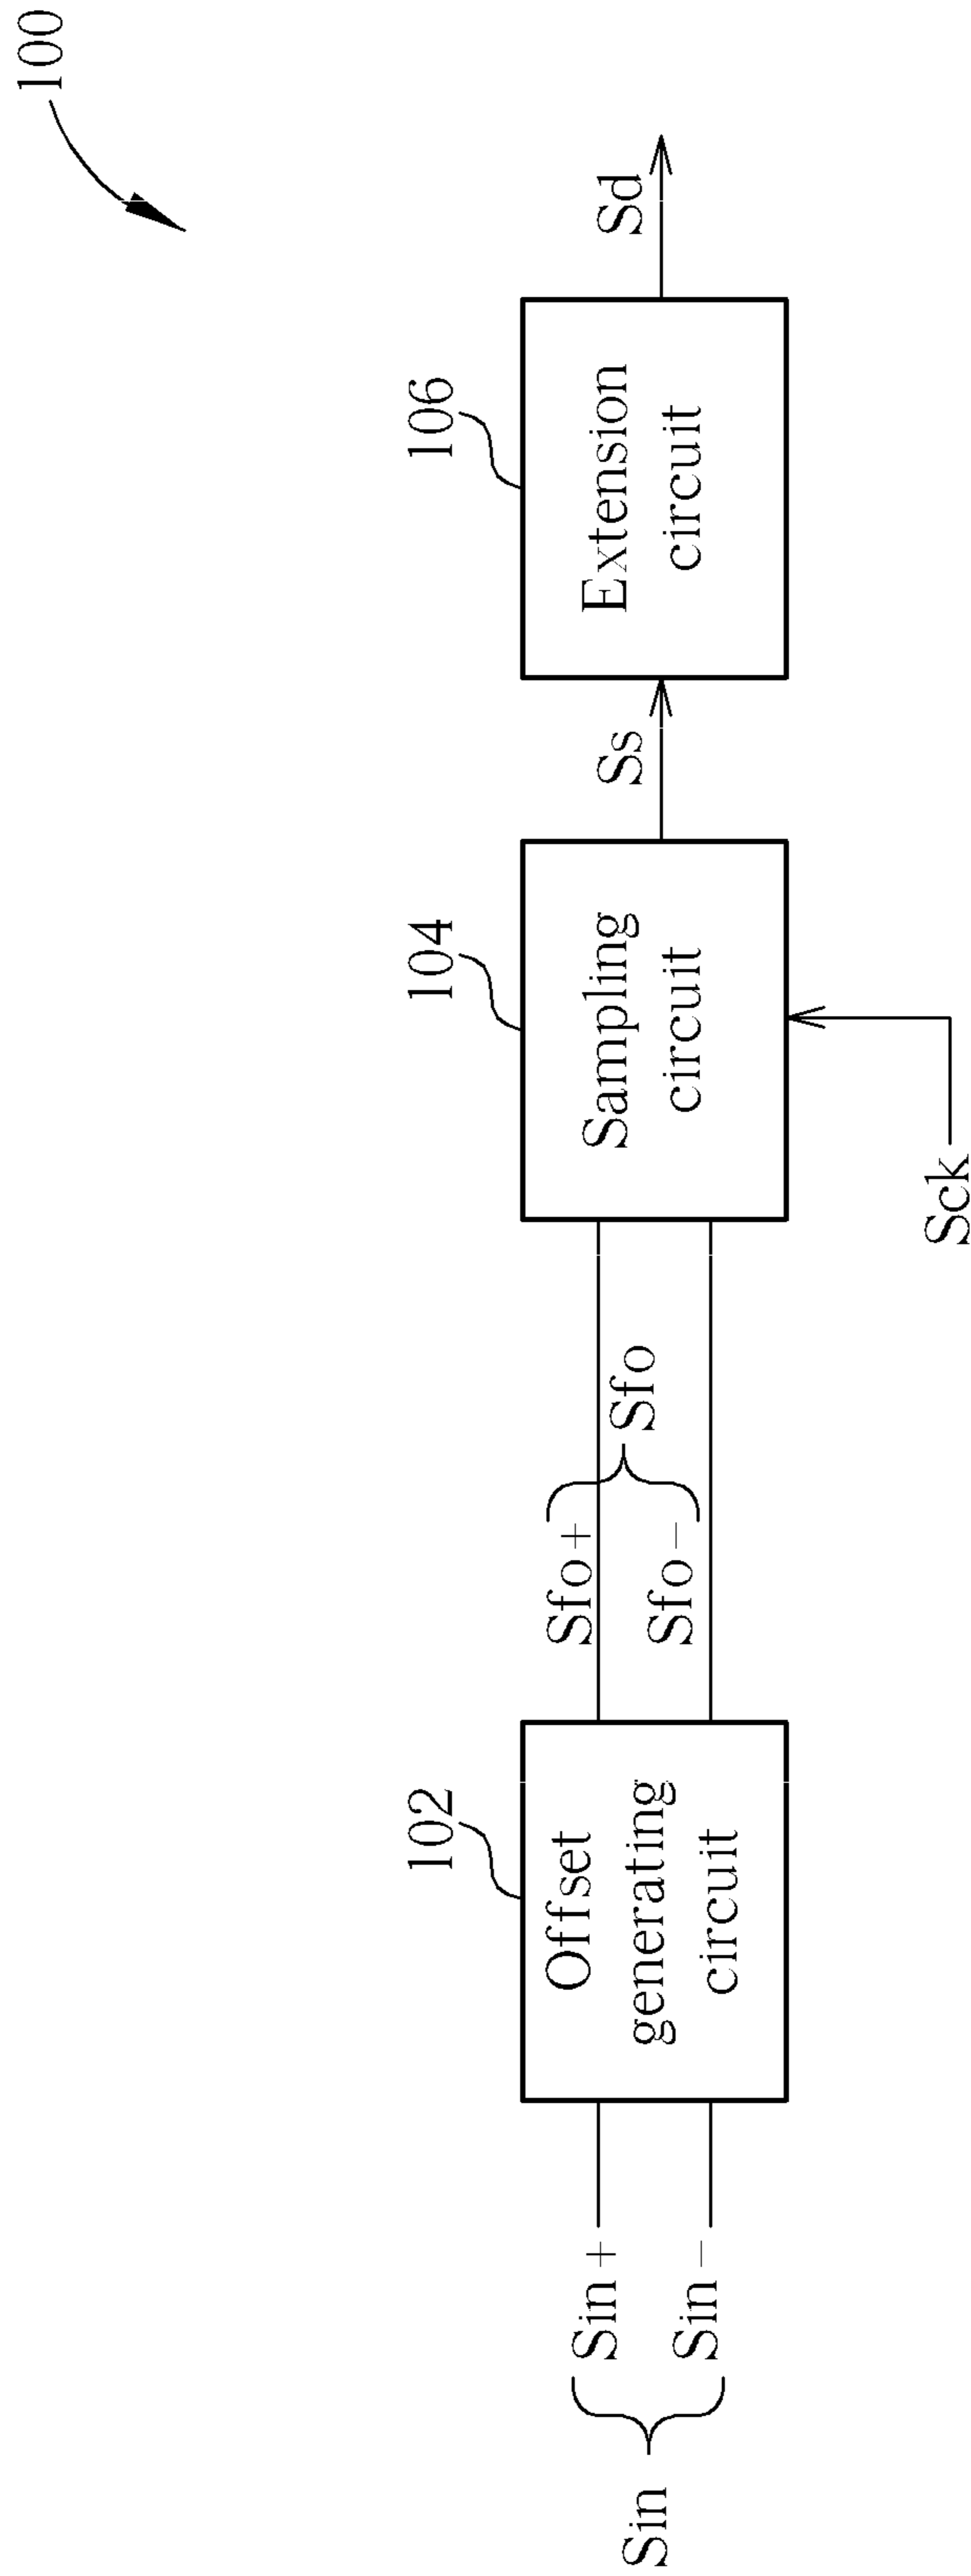 100
102
104
106
Sin
Sin+
Sin−
Offset
generating
circuit
Sfo+
Sfo−
Sfo
Sampling
circuit
Sck
Ss
Extension
circuit
Sd